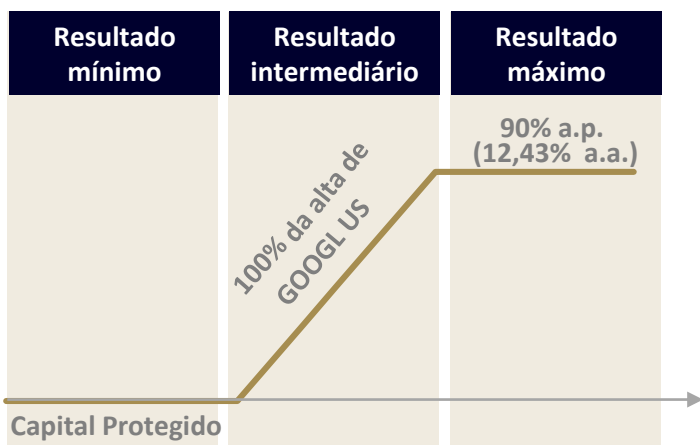 Resultado
mínimo
Resultado
intermediário
Resultado
máximo
100% da alta de
GOOGL US
90% a.p.
(12,43% a.a.)
Capital Protegido